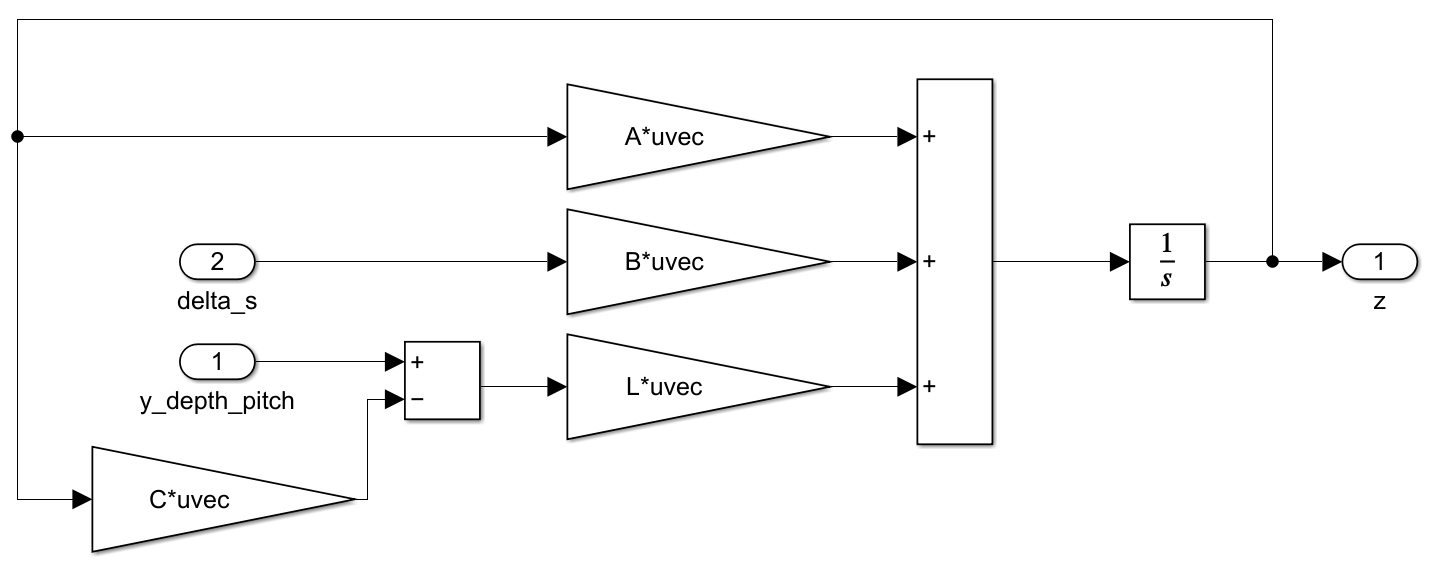 A*uvec
+
2
delta_s
B*uvec
+
1
s
1
z
1
y_depth_pitch
+
−
L*uvec
+
C*uvec